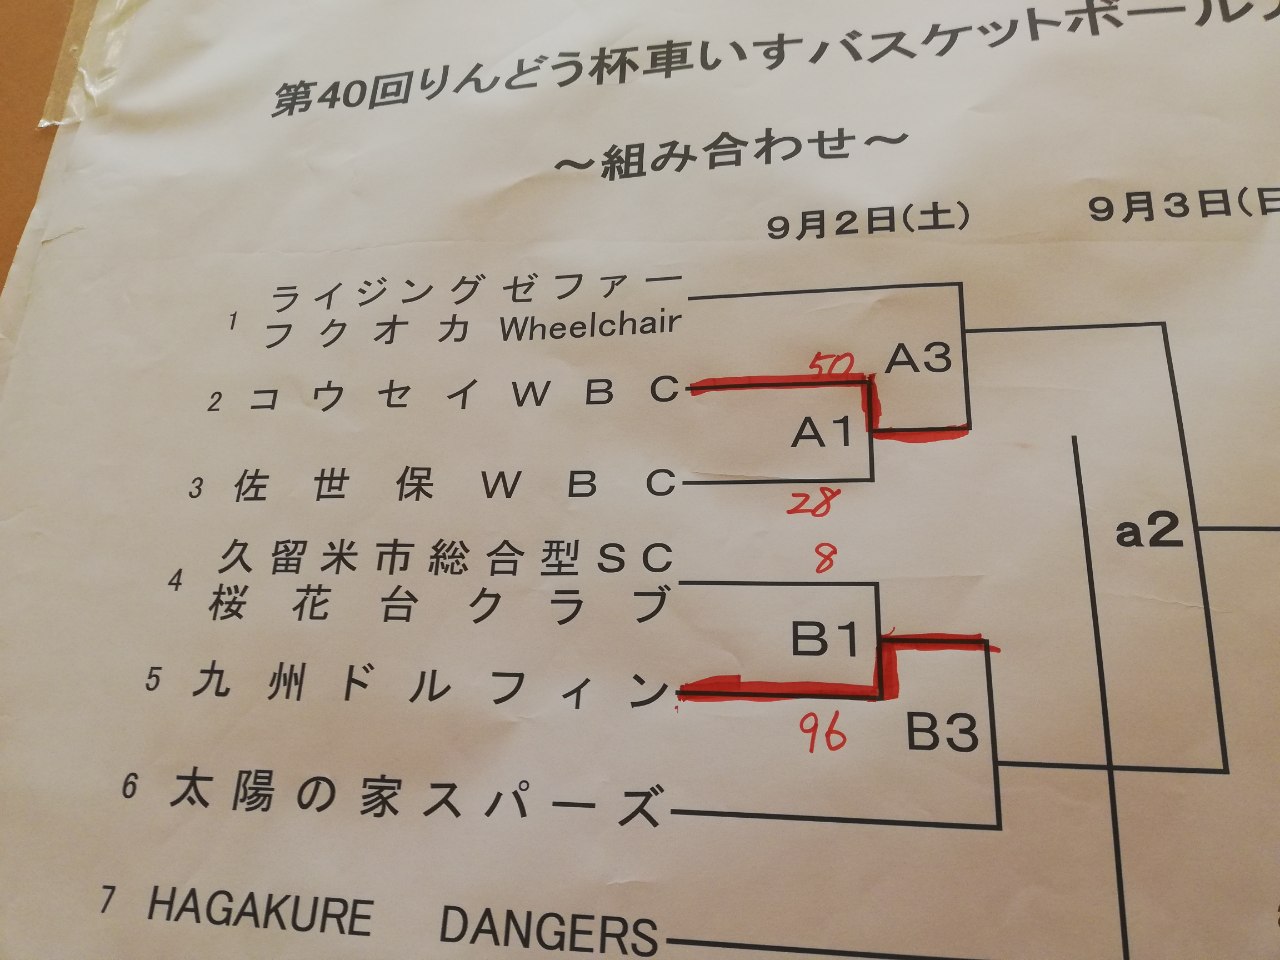 第40回りんどう杯車いすバスケットボール
～組み合わせ～
9月2日(土) 9月3日(日
1 ライジングゼファー
フクオカ Wheelchair
A3
50
2 コウセイWBC
A1
3 佐世保WBC
28
a2
8
4 久留米市総合型SC
桜花台クラブ
B1
5 九州ドルフィン
96
B3
6 太陽の家スパーズ
7 HAGAKURE DANGERS